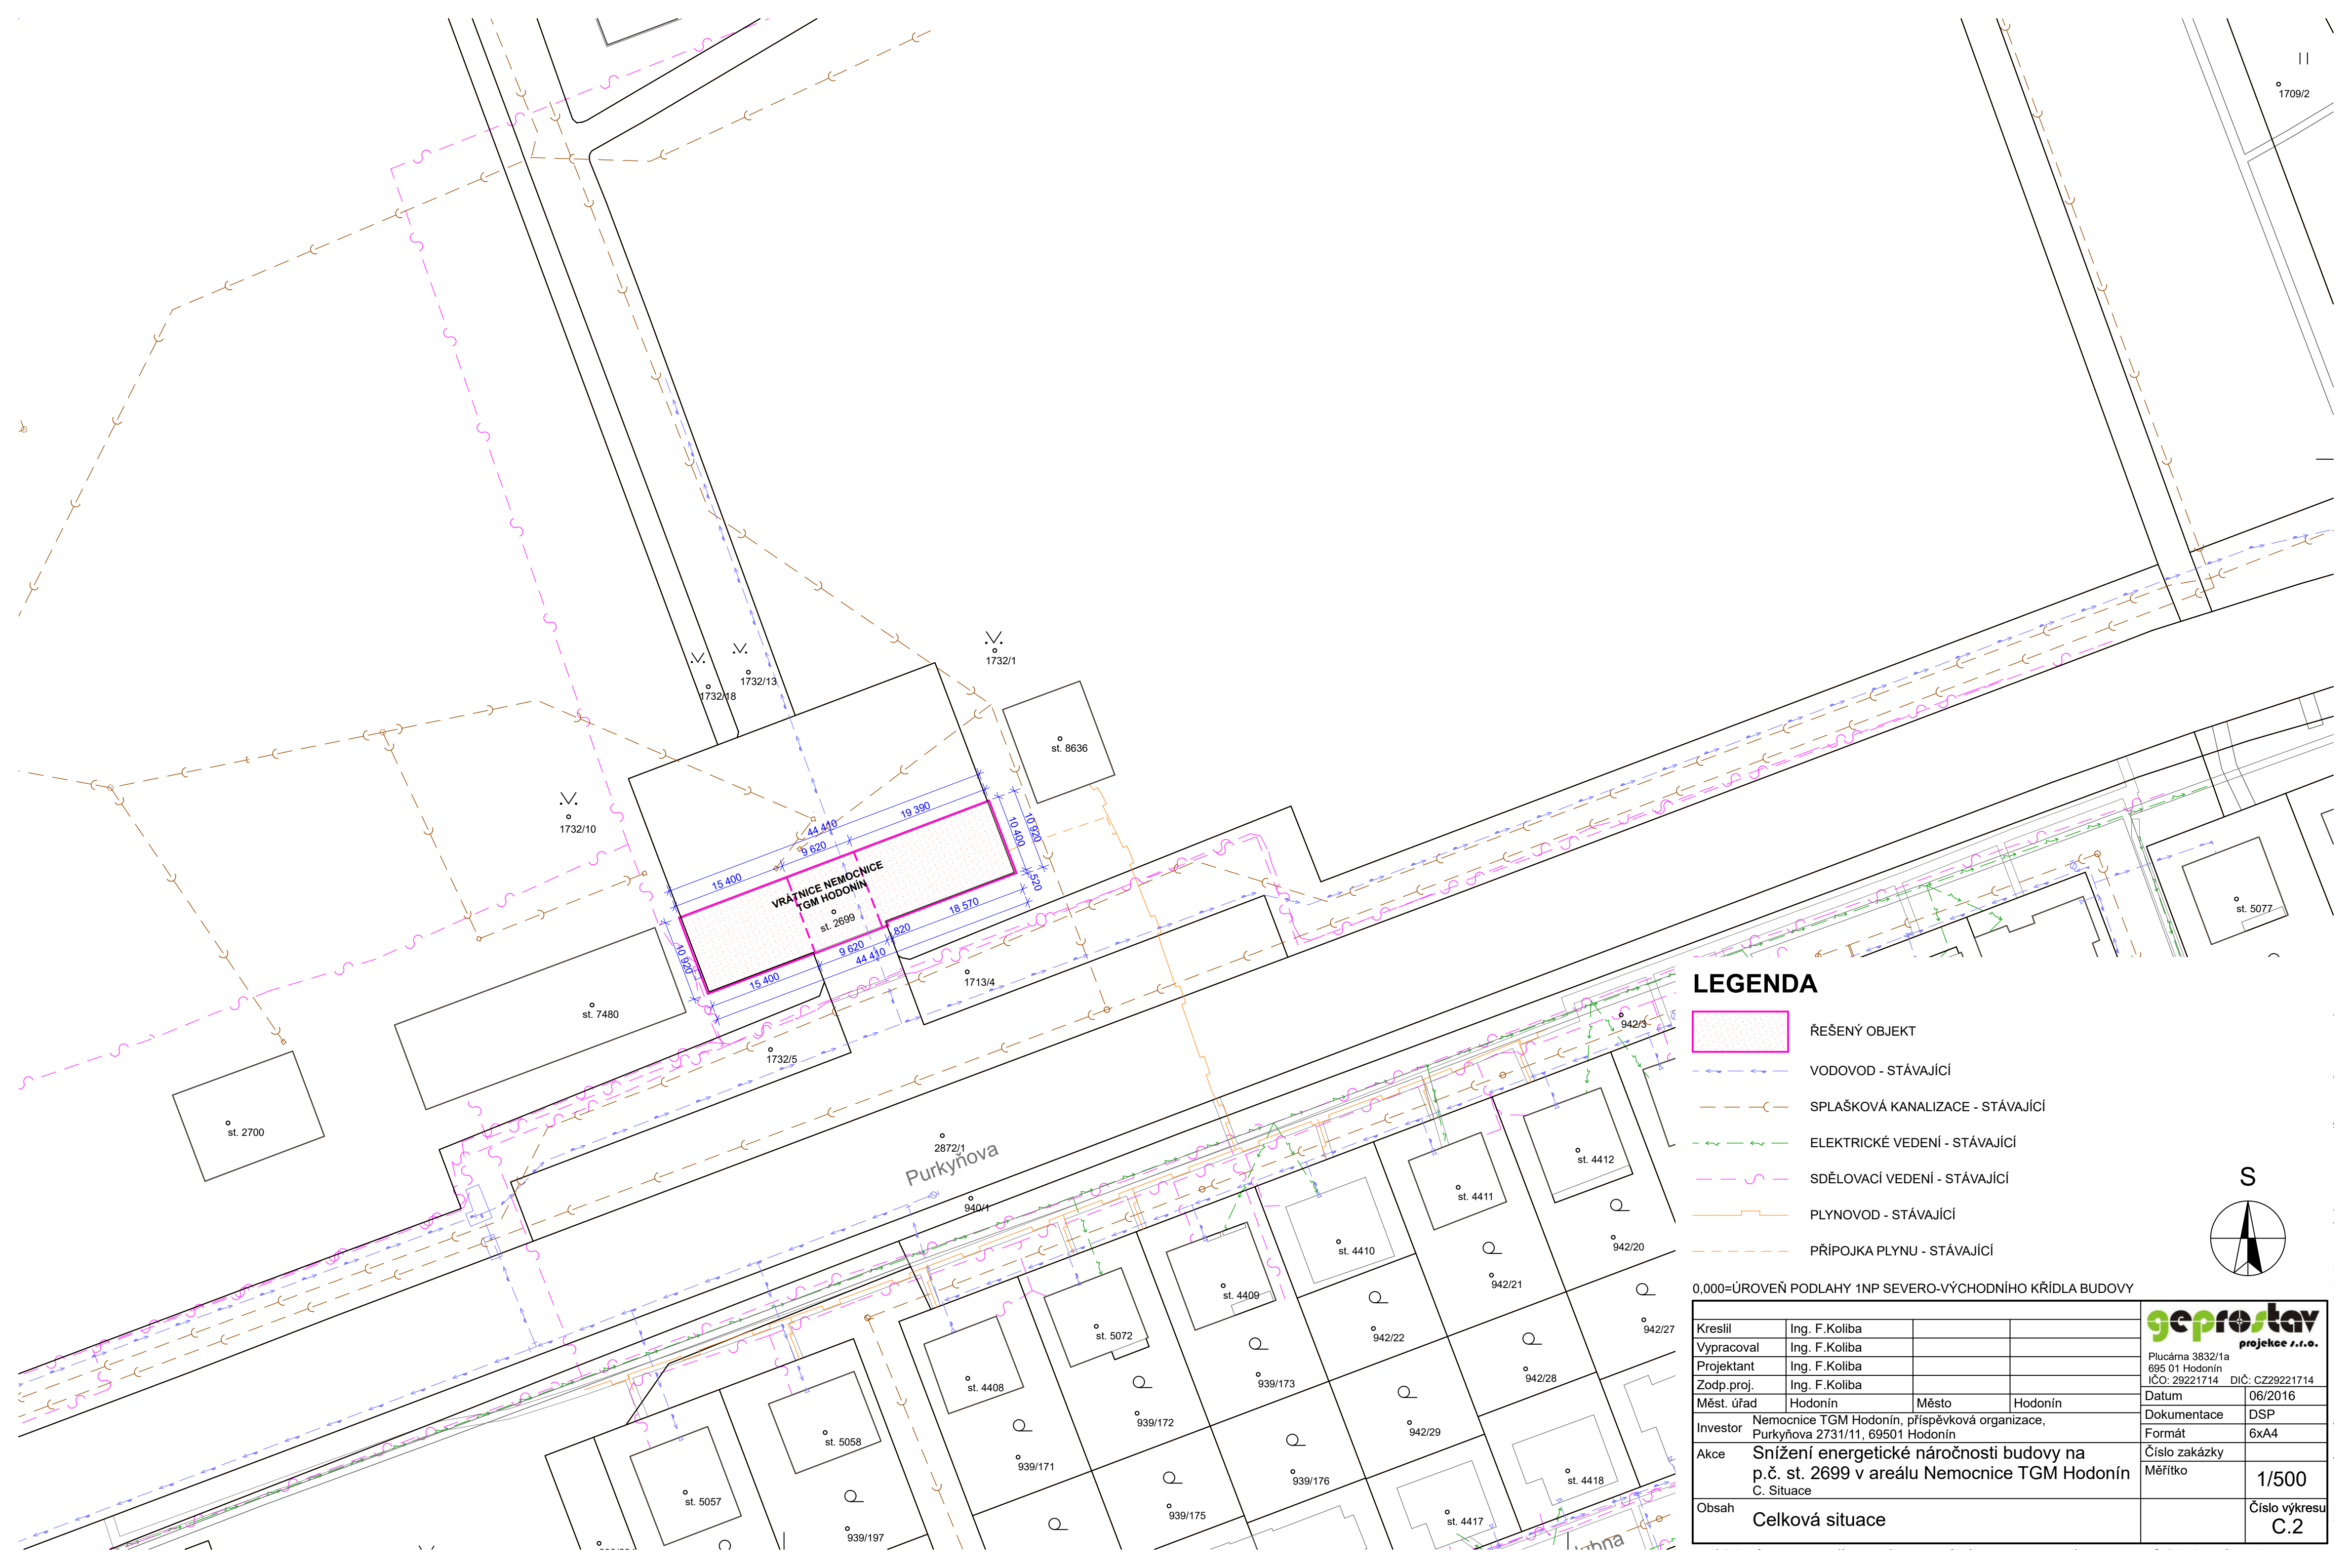 1709/2
1732/1
1732/18
1732/13
st. 8636
1732/10
19 390
44 410
9 620
15 400
10 920
10 400
520
VRÁTNICE NEMOCNICE
TGM HODONÍN
st. 2699
18 570
820
9 620
44 410
15 400
10 920
st. 5077
1713/4
st. 7480
1732/5
942/3
st. 2700
2872/1
Purkyňova
940/1
st. 4412
st. 4411
st. 4410
942/20
942/21
st. 4409
942/22
942/27
st. 5072
942/28
st. 4408
939/173
939/172
942/29
st. 5058
939/171
939/176
st. 4418
st. 5057
939/175
st. 4417
939/197
LEGENDA
ŘEŠENÝ OBJEKT
VODOVOD - STÁVAJÍCÍ
SPLAŠKOVÁ KANALIZACE - STÁVAJÍCÍ
ELEKTRICKÉ VEDENÍ - STÁVAJÍCÍ
SDĚLOVACÍ VEDENÍ - STÁVAJÍCÍ
PLYNOVOD - STÁVAJÍCÍ
PŘÍPOJKA PLYNU - STÁVAJÍCÍ
S
0,000=ÚROVEŇ PODLAHY 1NP SEVERO-VÝCHODNÍHO KŘÍDLA BUDOVY
geprostav
projekce s.r.o.
Plucárna 3832/1a
695 01 Hodonín
IČO: 29221714 DIČ: CZ29221714
Kreslil Ing. F.Koliba
Vypracoval Ing. F.Koliba
Projektant Ing. F.Koliba
Zodp.proj. Ing. F.Koliba
Měst. úřad Hodonín Město Hodonín
Datum 06/2016
Dokumentace DSP
Formát 6xA4
Číslo zakázky
Měřítko 1/500
Investor Nemocnice TGM Hodonín, příspěvková organizace,
Purkyňova 2731/11, 69501 Hodonín
Akce Snížení energetické náročnosti budovy na
p.č. st. 2699 v areálu Nemocnice TGM Hodonín
C. Situace
Obsah Celková situace
Číslo výkresu
C.2